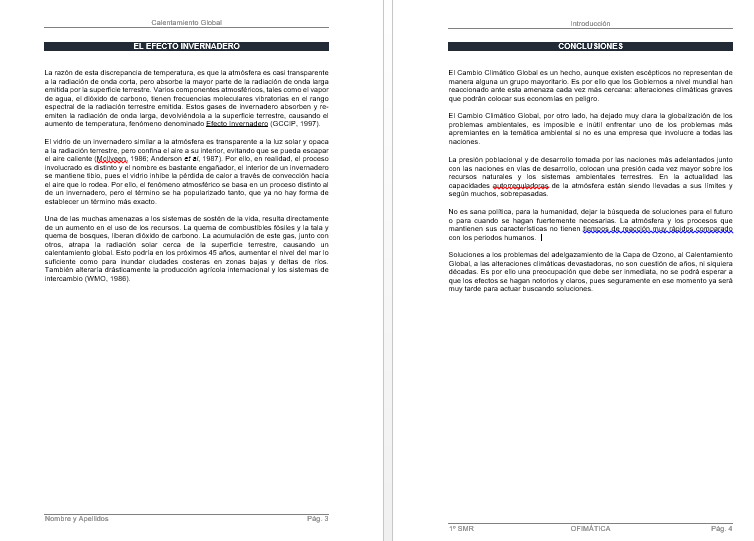 Calentamiento Global
EL EFECTO INVERNADERO
La razón de esta discrepancia de temperatura, es que la atmósfera es casi transparente
a la radiación de onda corta, pero absorbe la mayor parte de la radiación de onda larga
emitida por la superficie terrestre. Varios componentes atmosféricos, tales como el vapor
de agua, el dióxido de carbono, tienen frecuencias moleculares vibratorias en el rango
espectral de la radiación terrestre emitida. Estos gases de invernadero absorben y re-
emiten la radiación de onda larga, devolviéndola a la superficie terrestre, causando el
aumento de temperatura, fenómeno denominado Efecto Invernadero (GCCIP, 1997).
El vidrio de un invernadero similar a la atmósfera es transparente a la luz solar y opaca
a la radiación terrestre, pero confina el aire a su interior, evitando que se pueda escapar
el aire caliente (McIlveen, 1986; Anderson et al, 1987). Por ello, en realidad, el proceso
involucrado es distinto y el nombre es bastante engañador, el interior de un invernadero
se mantiene tibio, pues el vidrio inhibe la pérdida de calor a través de convección hacia
el aire que lo rodea. Por ello, el fenómeno atmosférico se basa en un proceso distinto al
de un invernadero, pero el término se ha popularizado tanto, que ya no hay forma de
establecer un término más exacto.
Una de las muchas amenazas a los sistemas de sostén de la vida, resulta directamente
de un aumento en el uso de los recursos. La quema de combustibles fósiles y la tala y
quema de bosques, liberan dióxido de carbono. La acumulación de este gas, junto con
otros, atrapa la radiación solar cerca de la superficie terrestre, causando un
calentamiento global. Esto podría en los próximos 45 años, aumentar el nivel del mar lo
suficiente como para inundar ciudades costeras en zonas bajas y deltas de ríos.
También alteraría drásticamente la producción agrícola internacional y los sistemas de
intercambio (WMO, 1986).
Nombre y Apellidos Pág. 3
Introducción
CONCLUSIONES
El Cambio Climático Global es un hecho, aunque existen escépticos no representan de
manera alguna un grupo mayoritario. Es por ello que los Gobiernos a nivel mundial han
reaccionado ante esta amenaza cada vez más cercana: alteraciones climáticas graves
que podrán colocar sus economías en peligro.
El Cambio Climático Global, por otro lado, ha dejado muy clara la globalización de los
problemas ambientales, es imposible e inútil enfrentar uno de los problemas más
apremiantes en la temática ambiental si no es una empresa que involucre a todas las
naciones.
La presión poblacional y de desarrollo tomada por las naciones más adelantados junto
con las naciones en vías de desarrollo, colocan una presión cada vez mayor sobre los
recursos naturales y los sistemas ambientales terrestres. En la actualidad las
capacidades autorreguladoras de la atmósfera están siendo llevadas a sus límites y
según muchos, sobrepasadas.
No es sana política, para la humanidad, dejar la búsqueda de soluciones para el futuro
o para cuando se hagan fuertemente necesarias. La atmósfera y los procesos que
mantienen sus características no tienen tiempos de reacción muy rápidos comparado
con los periodos humanos.
Soluciones a los problemas del adelgazamiento de la Capa de Ozono, al Calentamiento
Global, a las alteraciones climáticas devastadoras, no son cuestión de años, ni siquiera
décadas. Es por ello una preocupación que debe ser inmediata, no se podrá esperar a
que los efectos se hagan notorios y claros, pues seguramente en ese momento ya será
muy tarde para actuar buscando soluciones.
1º SMR OFIMÁTICA Pág. 4